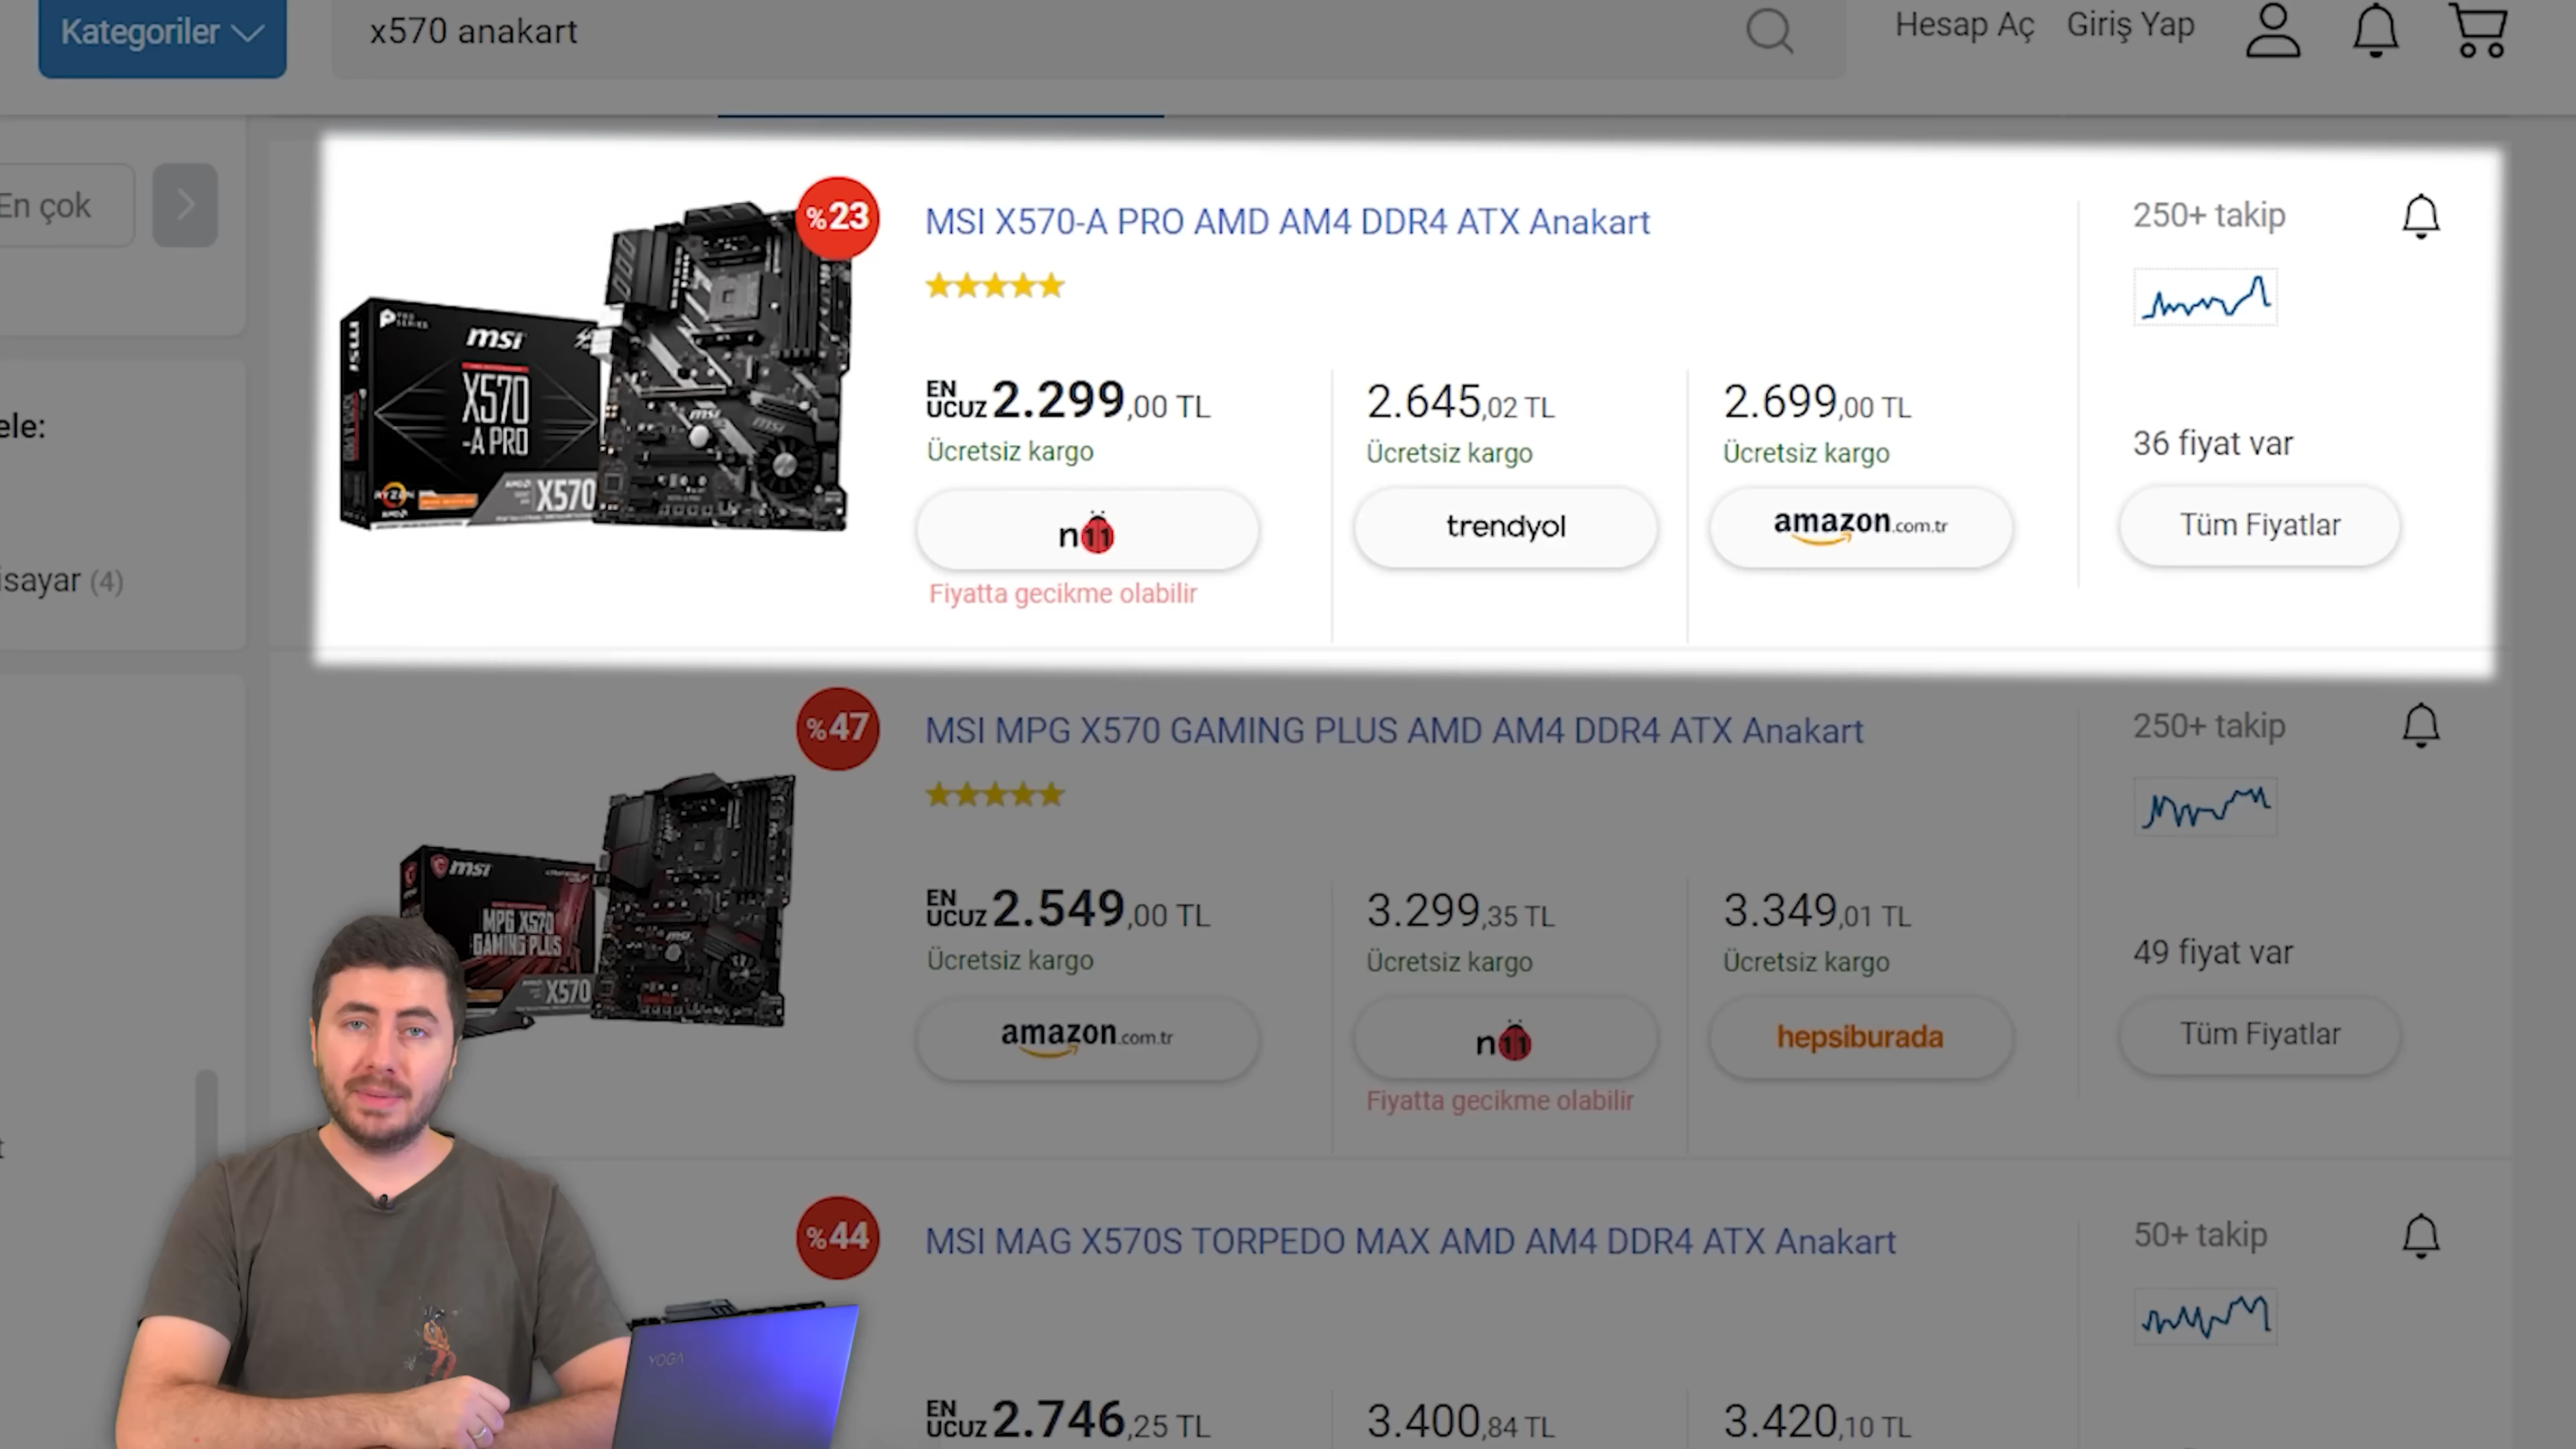 Kategoriler
x570 anakart
Hesap Aç Giriş Yap
En çok
ele:
isayar (4)
%23
MSI X570-A PRO AMD AM4 DDR4 ATX Anakart
250+ takip
msi
X570
-A PRO
X570
msi
EN UCUZ 2.299,00 TL
2.645,02 TL
2.699,00 TL
Ücretsiz kargo
Ücretsiz kargo
Ücretsiz kargo
36 fiyat var
n11
trendyol
amazon.com.tr
Tüm Fiyatlar
Fiyatta gecikme olabilir
%47
MSI MPG X570 GAMING PLUS AMD AM4 DDR4 ATX Anakart
250+ takip
msi
MPG X570
GAMING PLUS
X570
EN UCUZ 2.549,00 TL
3.299,35 TL
3.349,01 TL
Ücretsiz kargo
Ücretsiz kargo
Ücretsiz kargo
49 fiyat var
amazon.com.tr
n11
hepsiburada
Tüm Fiyatlar
Fiyatta gecikme olabilir
t
%44
MSI MAG X570S TORPEDO MAX AMD AM4 DDR4 ATX Anakart
50+ takip
YOGA
EN UCUZ 2.746,25 TL
3.400,84 TL
3.420,10 TL